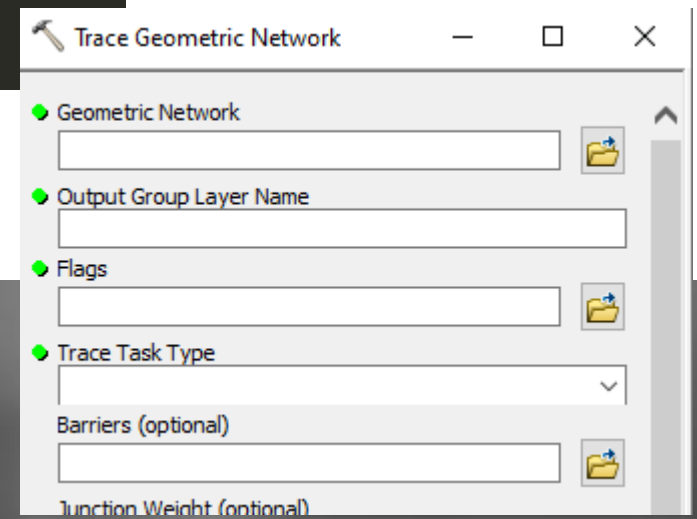 Trace Geometric Network
Geometric Network
Output Group Layer Name
Flags
Trace Task Type
Barriers (optional)
Junction Weight (optional)